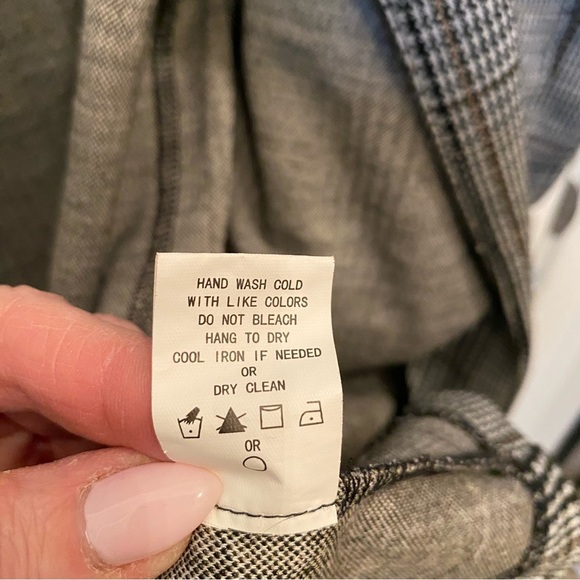 HAND WASH COLD
WITH LIKE COLORS
DO NOT BLEACH
HANG TO DRY
COOL IRON IF NEEDED
OR
DRY CLEAN
OR